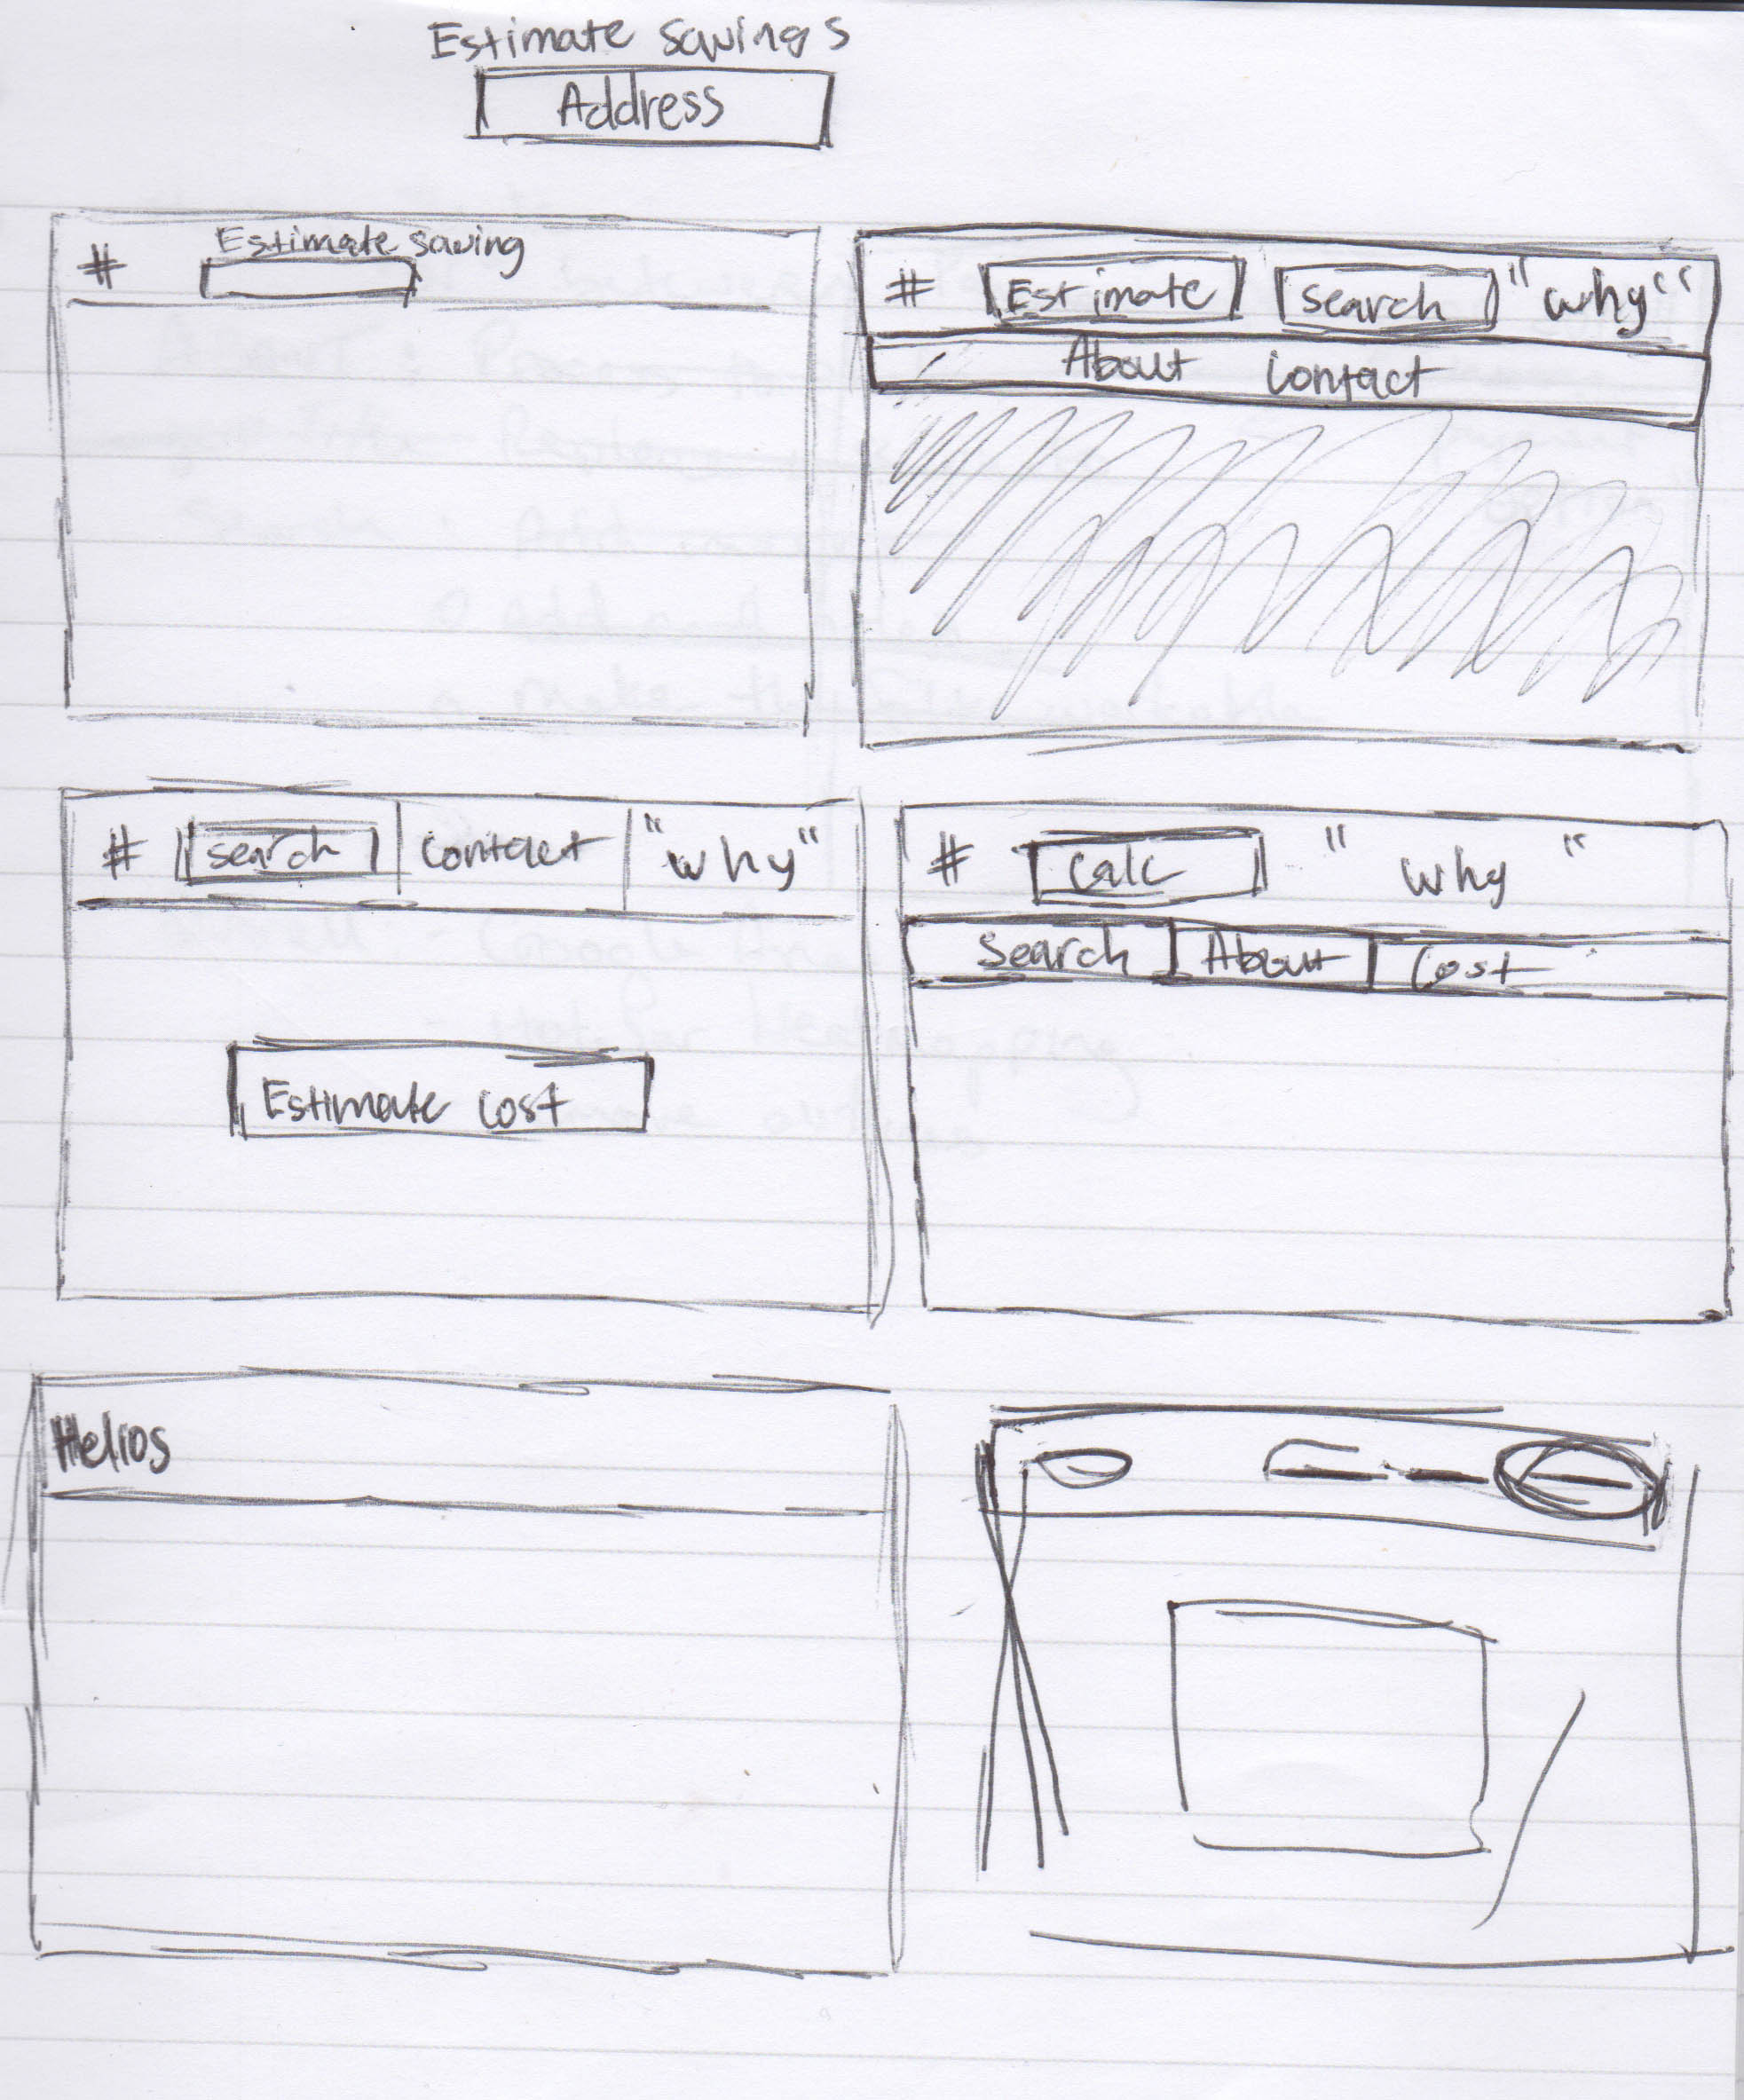 Estimate savings
Address
# Estimate saving
# Estimate search "why"
About Contact
# search Contact "why"
Estimate cost
# Calc " why "
Search About Cost
Helios